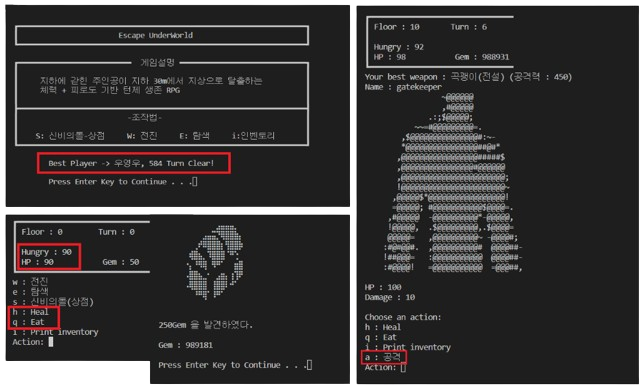 Escape UnderWorld
게임설명
지하에 갇힌 주인공이 지하 30m에서 지상으로 탈출하는
체력 + 피로도 기반 턴제 생존 RPG
-조작법-
S: 신비의돌-상점 W: 전진 E: 탐색 i:인벤토리
Best Player -> 우영우, 584 Turn Clear!
Press Enter Key to Continue . . .
Floor : 0 Turn : 0
Hungry : 90
HP : 90 Gem : 50
w : 전진
e : 탐색
s : 신비의돌(상점)
h : Heal
q : Eat
i : Print inventory
Action:
250Gem 을 발견하였다.
Gem : 989181
Press Enter Key to Continue . . .
Floor : 10 Turn : 6
Hungry : 92
HP : 98 Gem : 988931
Your best weapon : 곡괭이(전설) (공격력 : 450)
Name : gatekeeper
HP : 100
Damage : 10
Choose an action:
h : Heal
q : Eat
i : Print inventory
a : 공격
Action: